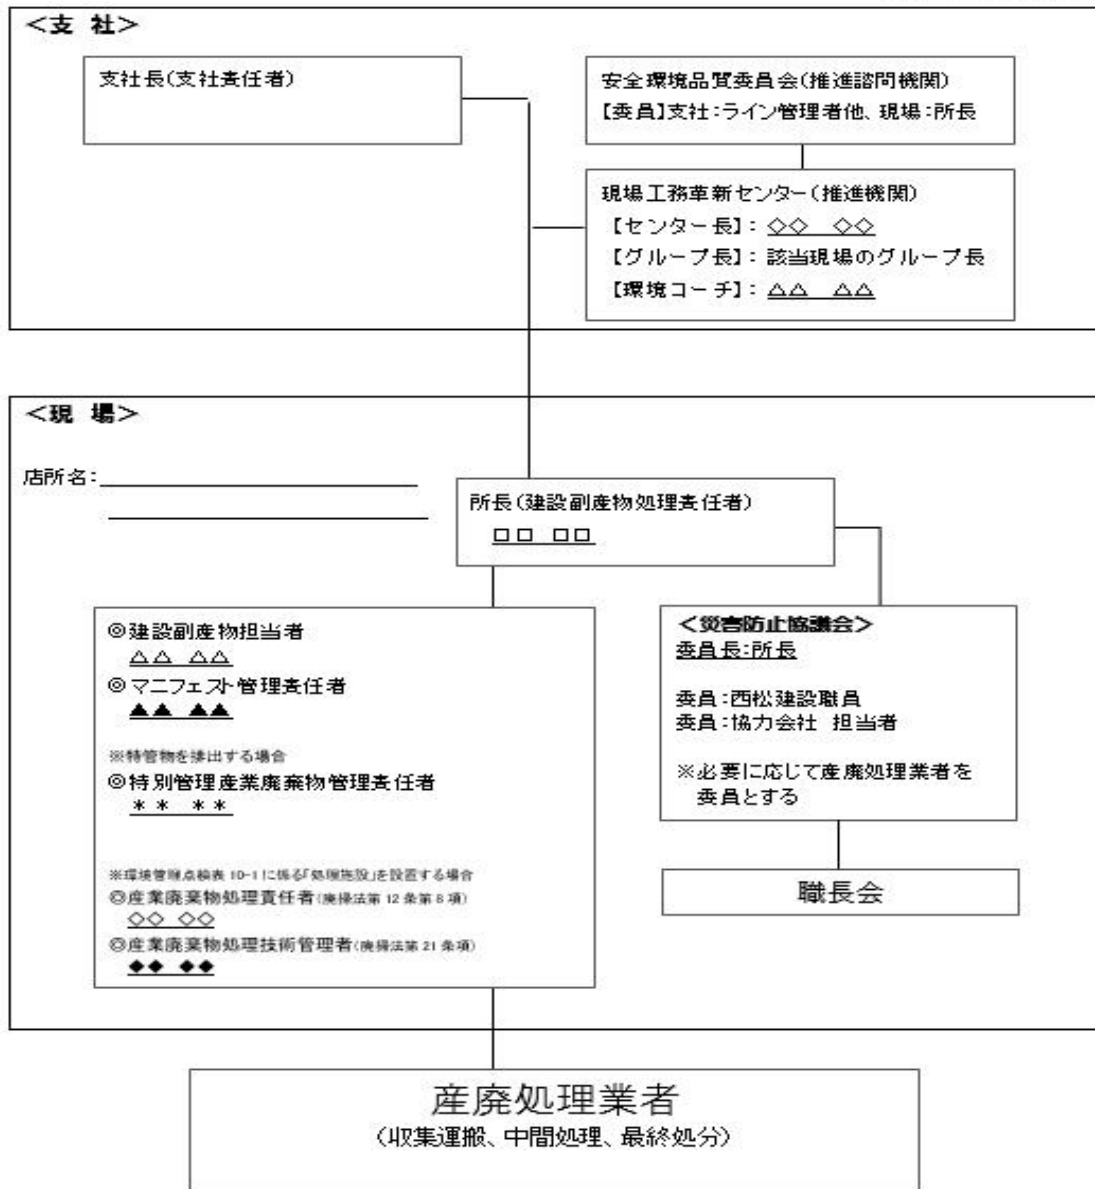 <支 社>
支社長(支社責任者)
安全環境品質委員会(推進諮問機関)
【委員】支社:ライン管理者他、現場:所長
現場工務革新センター(推進機関)
【センター長】: ◇◇ ◇◇
【グループ長】: 該当現場のグループ長
【環境コーチ】: △△ △△
<現 場>
店所名:
所長(建設副産物処理責任者)
□□ □□
◎建設副産物担当者
△△ △△
◎マニフェスト管理責任者
▲▲ ▲▲
※特管物を排出する場合
◎特別管理産業廃棄物管理責任者
** **
※環境管理点検表 10-1 に係る「処理施設」を設置する場合
◎産業廃棄物処理責任者(廃掃法第 12 条第 8 項)
◇◇ ◇◇
◎産業廃棄物処理技術管理者(廃掃法第 21 条項)
◆◆ ◆◆
<災害防止協議会>
委員長:所長
委員:西松建設職員
委員:協力会社 担当者
※必要に応じて産廃処理業者を
委員とする
職長会
産廃処理業者
(収集運搬、中間処理、最終処分)